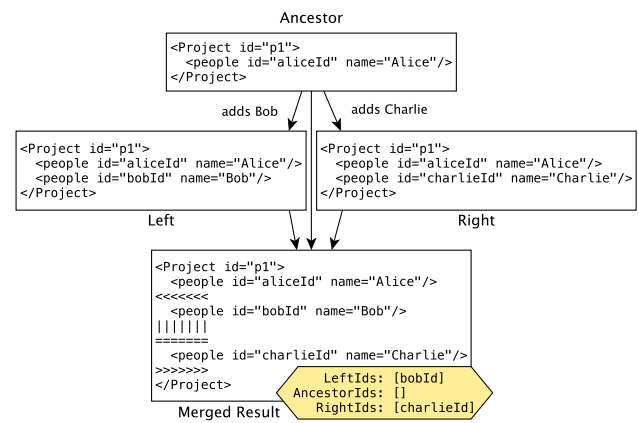 Ancestor
<Project id="p1">
  <people id="aliceId" name="Alice"/>
</Project>
adds Bob
adds Charlie
<Project id="p1">
  <people id="aliceId" name="Alice"/>
  <people id="bobId" name="Bob"/>
</Project>
Left
<Project id="p1">
  <people id="aliceId" name="Alice"/>
  <people id="charlieId" name="Charlie"/>
</Project>
Right
<Project id="p1">
  <people id="aliceId" name="Alice"/>
<<<<<<<
  <people id="bobId" name="Bob"/>
|||||||
=======
  <people id="charlieId" name="Charlie"/>
>>>>>>>
</Project>
LeftIds: [bobId]
AncestorIds: []
RightIds: [charlieId]
Merged Result